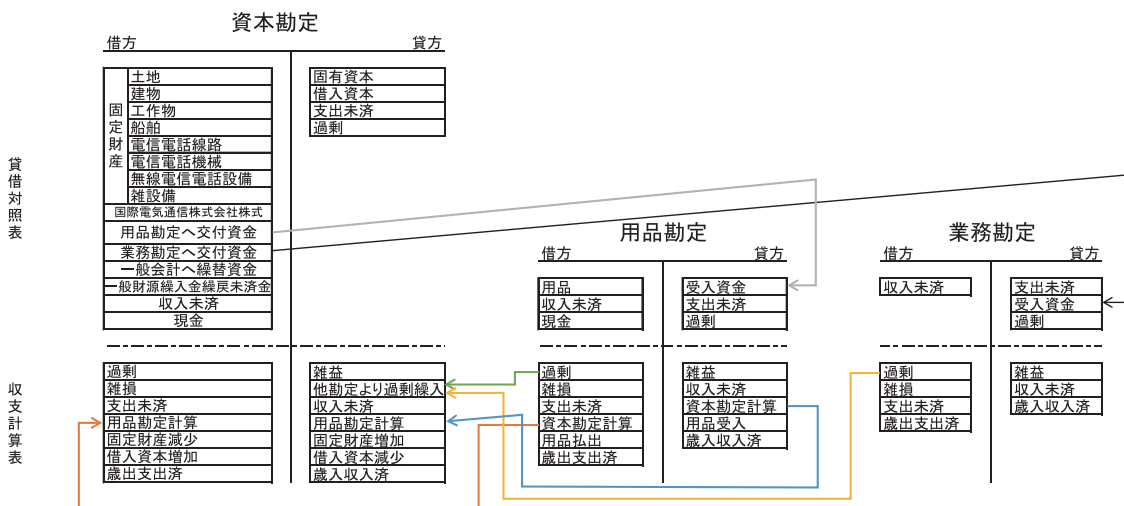 資本勘定
借方
貸方
貸借対照表
固定財産
土地
建物
工作物
船舶
電信電話線路
電信電話機械
無線電信電話設備
雑設備
国際電気通信株式会社株式
用品勘定へ交付資金
業務勘定へ交付資金
一般会計へ繰替資金
一般財源繰入金繰戻未済金
収入未済
現金
固有資本
借入資本
支出未済
過剰
用品勘定
借方
貸方
用品
収入未済
現金
受入資金
支出未済
過剰
業務勘定
借方
貸方
収入未済
支出未済
受入資金
過剰
収支計算表
過剰
雑損
支出未済
用品勘定計算
固定財産減少
借入資本増加
歳出支出済
雑益
他勘定より過剰繰入
収入未済
用品勘定計算
固定財産増加
借入資本減少
歳入収入済
過剰
雑損
支出未済
資本勘定計算
用品払出
歳出支出済
雑益
収入未済
資本勘定計算
用品受入
歳入収入済
過剰
雑損
支出未済
歳出支出済
雑益
収入未済
歳入収入済